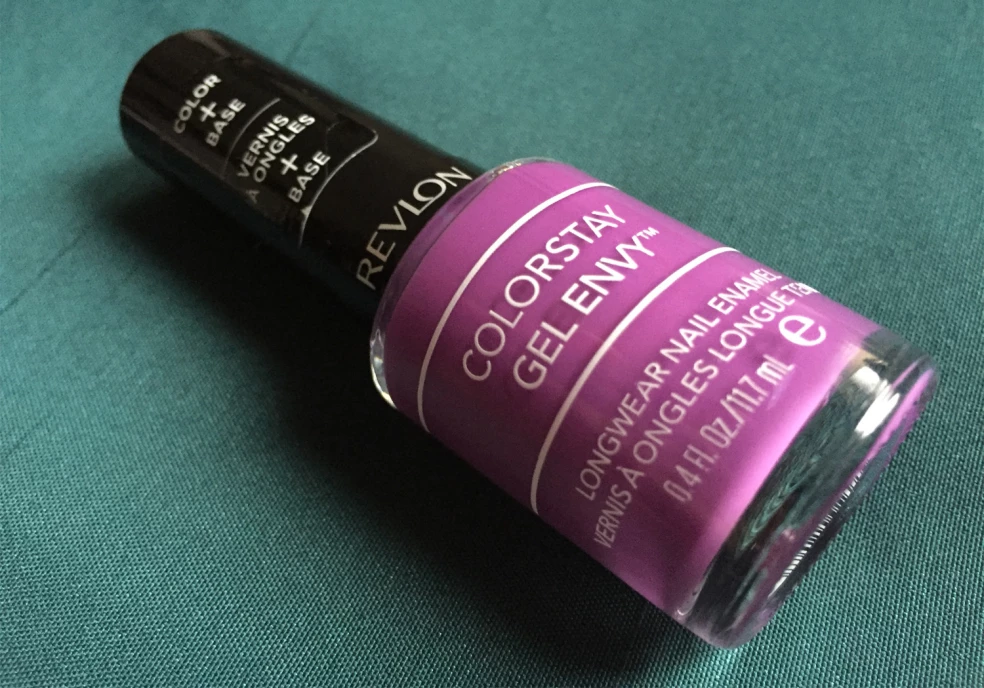 COLOR
+
BASE
VERNIS
À ONGLES
+
BASE
REVLON
COLORSTAY
GEL ENVY™
LONGWEAR NAIL ENAMEL
VERNIS À ONGLES LONGUE
0.4 Fl. Oz./11.7 mL e